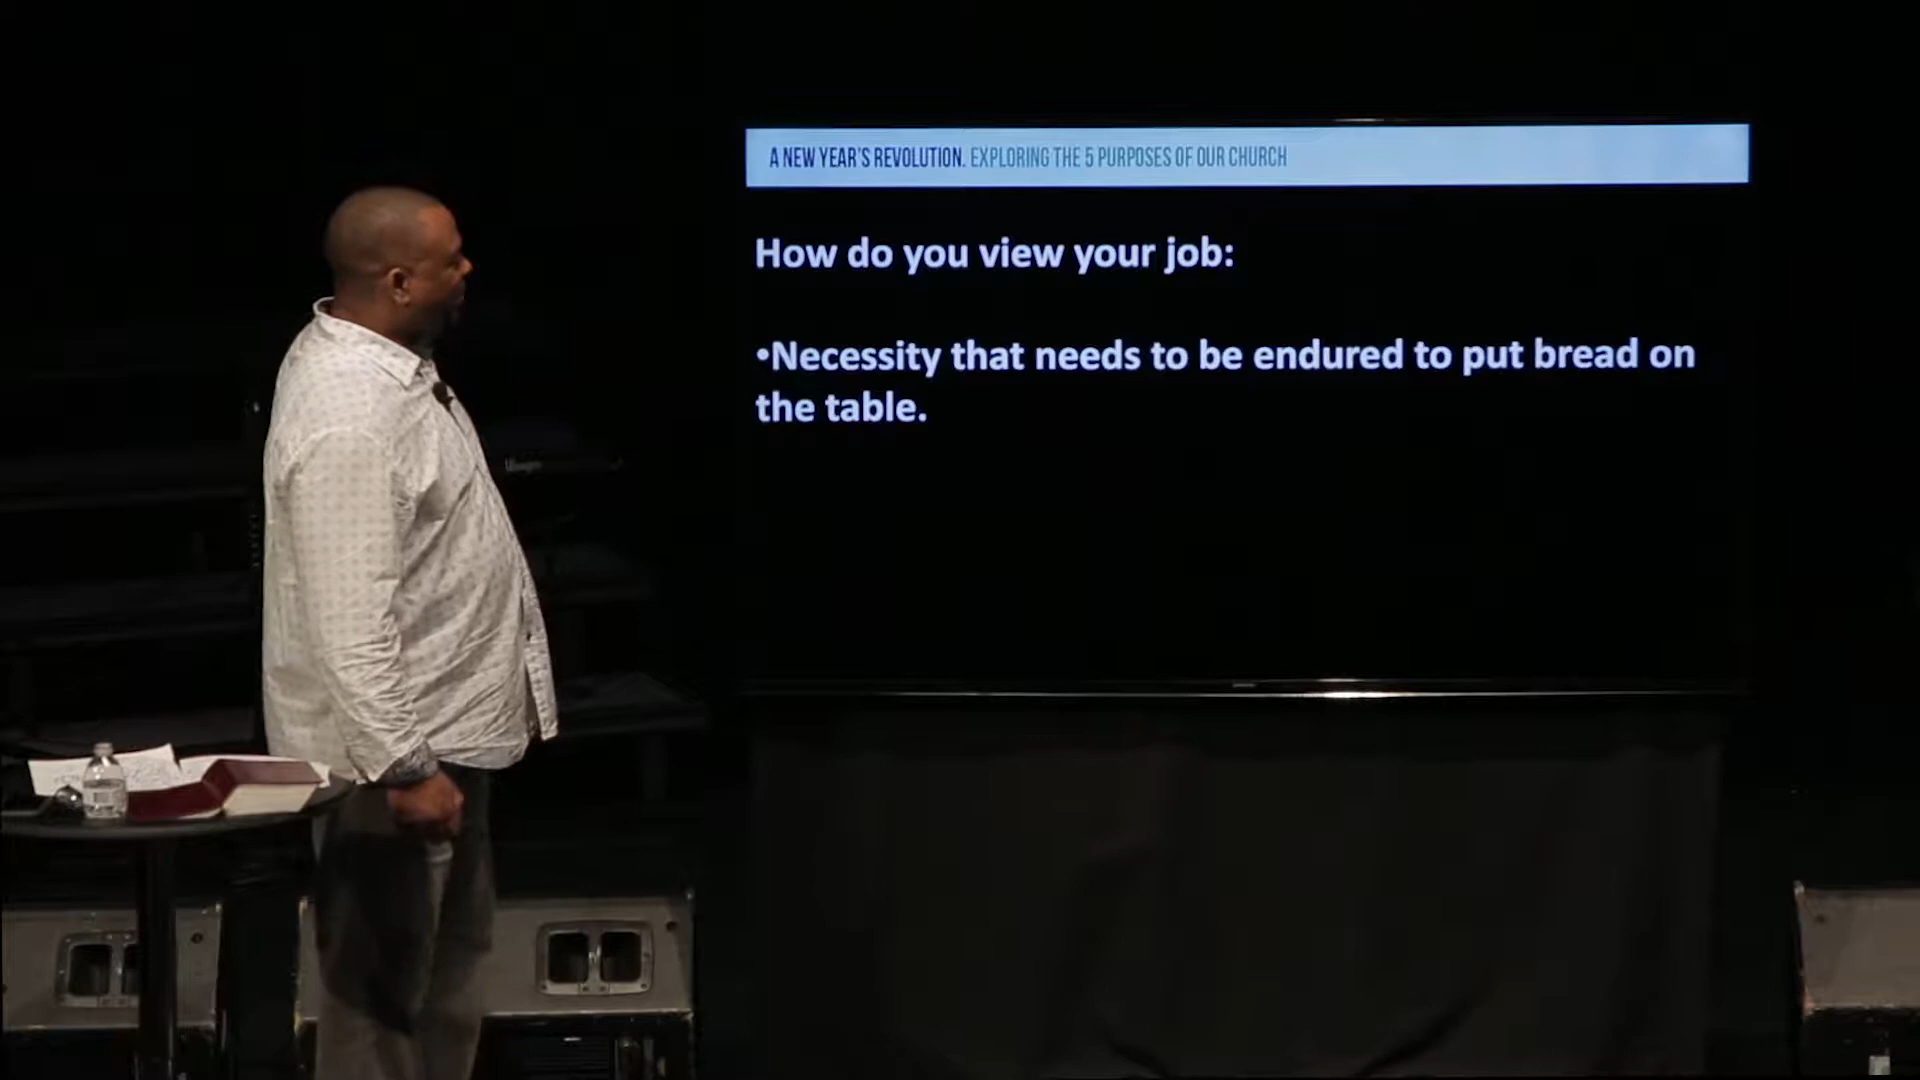 A NEW YEAR'S REVOLUTION. EXPLORING THE 5 PURPOSES OF OUR CHURCH
How do you view your job:
•Necessity that needs to be endured to put bread on
the table.